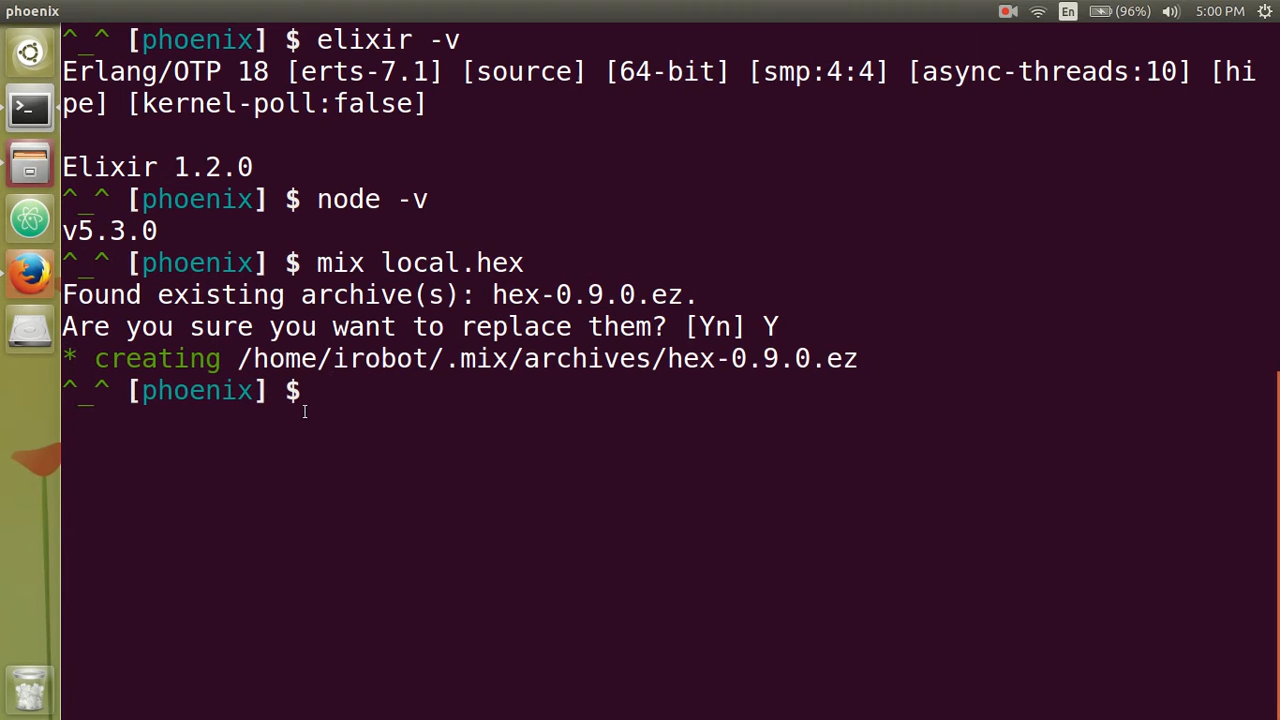 phoenix
En
(96%)
5:00 PM
^_^ [phoenix] $ elixir -v
Erlang/OTP 18 [erts-7.1] [source] [64-bit] [smp:4:4] [async-threads:10] [hi
pe] [kernel-poll:false]
Elixir 1.2.0
^_^ [phoenix] $ node -v
v5.3.0
^_^ [phoenix] $ mix local.hex
Found existing archive(s): hex-0.9.0.ez.
Are you sure you want to replace them? [Yn] Y
* creating /home/irobot/.mix/archives/hex-0.9.0.ez
^_^ [phoenix] $